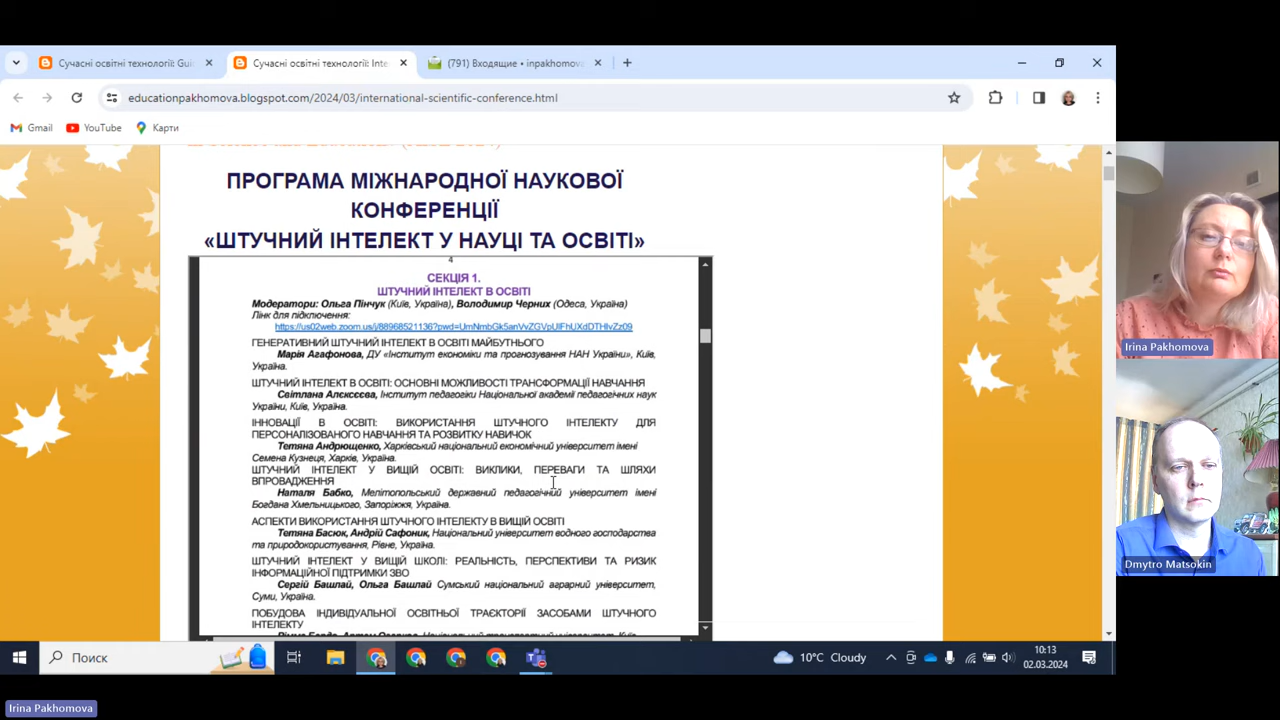 Сучасні освітні технології: Gui
Сучасні освітні технології: Inte
(791) Входящие • inpakhomova
educationpakhomova.blogspot.com/2024/03/international-scientific-conference.html
Gmail
YouTube
Карти
ПРОГРАМА МІЖНАРОДНОЇ НАУКОВОЇ
КОНФЕРЕНЦІЇ
«ШТУЧНИЙ ІНТЕЛЕКТ У НАУЦІ ТА ОСВІТІ»
4
СЕКЦІЯ 1.
ШТУЧНИЙ ІНТЕЛЕКТ В ОСВІТІ
Модератори: Ольга Пінчук (Київ, Україна), Володимир Черних (Одеса, Україна)
Лінк для підключення:
ГЕНЕРАТИВНИЙ ШТУЧНИЙ ІНТЕЛЕКТ В ОСВІТІ МАЙБУТНЬОГО
Марія Агафонова, ДУ «Інститут економіки та прогнозування НАН України», Київ,
Україна.
ШТУЧНИЙ ІНТЕЛЕКТ В ОСВІТІ: ОСНОВНІ МОЖЛИВОСТІ ТРАНСФОРМАЦІЇ НАВЧАННЯ
Світлана Алєксєєва, Інститут педагогіки Національної академії педагогічних наук
України, Київ, Україна.
ІННОВАЦІЇ В ОСВІТІ: ВИКОРИСТАННЯ ШТУЧНОГО ІНТЕЛЕКТУ ДЛЯ
ПЕРСОНАЛІЗОВАНОГО НАВЧАННЯ ТА РОЗВИТКУ НАВИЧОК
Тетяна Андрющенко, Харківський національний економічний університет імені
Семена Кузнеця, Харків, Україна.
ШТУЧНИЙ ІНТЕЛЕКТ У ВИЩІЙ ОСВІТІ: ВИКЛИКИ, ПЕРЕВАГИ ТА ШЛЯХИ
ВПРОВАДЖЕННЯ
Наталя Бабко, Мелітопольський державний педагогічний університет імені
Богдана Хмельницького, Запоріжжя, Україна.
АСПЕКТИ ВИКОРИСТАННЯ ШТУЧНОГО ІНТЕЛЕКТУ В ВИЩІЙ ОСВІТІ
Тетяна Басюк, Андрій Сафоник, Національний університет водного господарства
та природокористування, Рівне, Україна.
ШТУЧНИЙ ІНТЕЛЕКТ У ВИЩІЙ ШКОЛІ: РЕАЛЬНІСТЬ, ПЕРСПЕКТИВИ ТА РИЗИК
ІНФОРМАЦІЙНОЇ ПІДТРИМКИ ЗВО
Сергій Башлай, Ольга Башлай Сумський національний аграрний університет,
Суми, Україна.
ПОБУДОВА ІНДИВІДУАЛЬНОЇ ОСВІТНЬОЇ ТРАЄКТОРІЇ ЗАСОБАМИ ШТУЧНОГО
ІНТЕЛЕКТУ
Irina Pakhomova
Dmytro Matsokin
Поиск
10°C Cloudy
10:13
02.03.2024
Irina Pakhomova